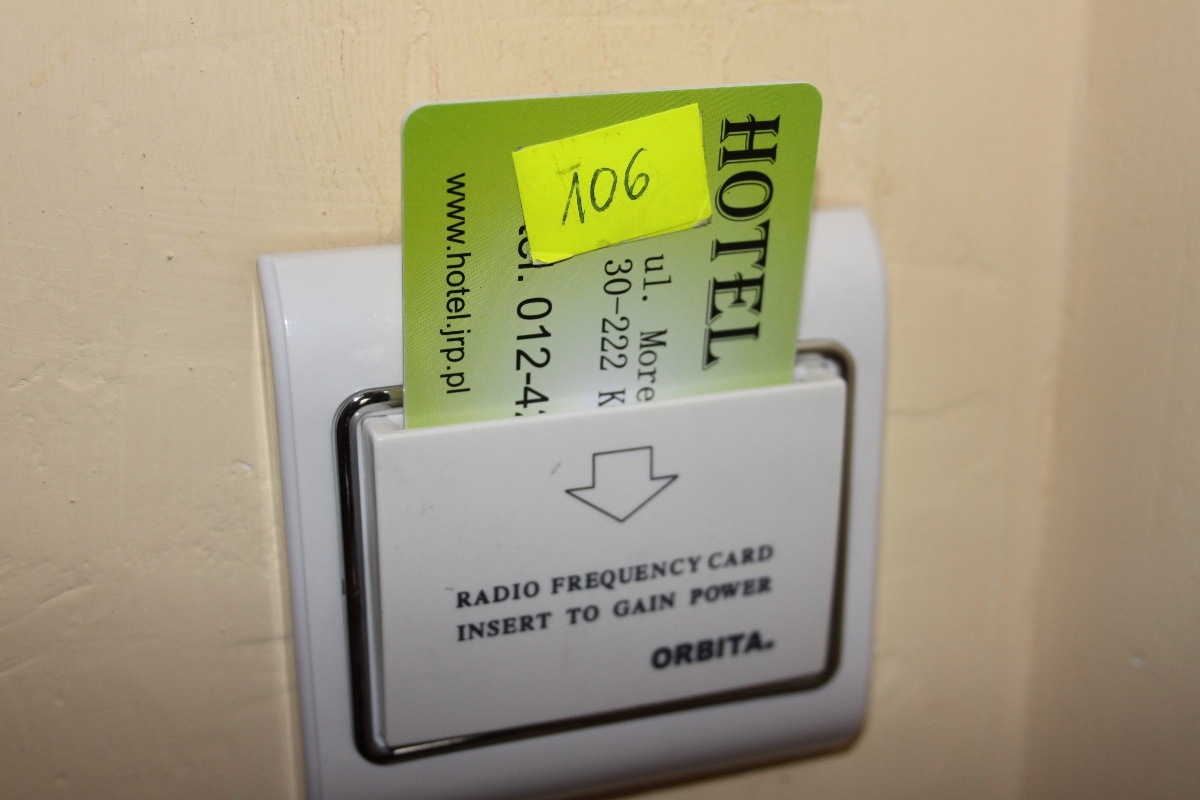 HOTEL
106
ul. More
30-222 K
tel. 012-42
www.hotel.jrp.pl
RADIO FREQUENCY CARD
INSERT TO GAIN POWER
ORBITA.